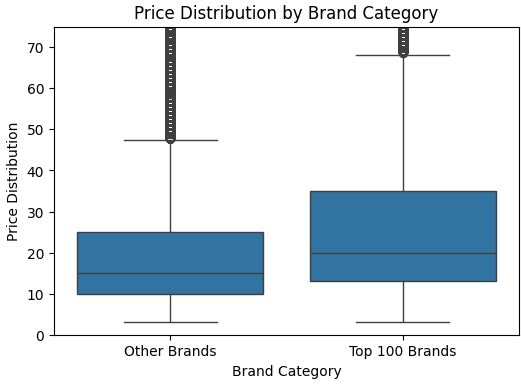 Price Distribution by Brand Category
Price Distribution
70
60
50
40
30
20
10
0
Other Brands
Top 100 Brands
Brand Category